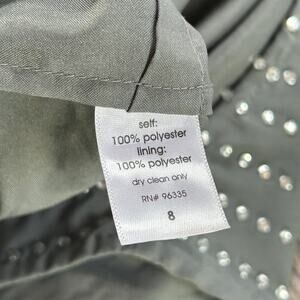 self:
100% polyester
lining:
100% polyester
dry clean only
RN# 96335
8